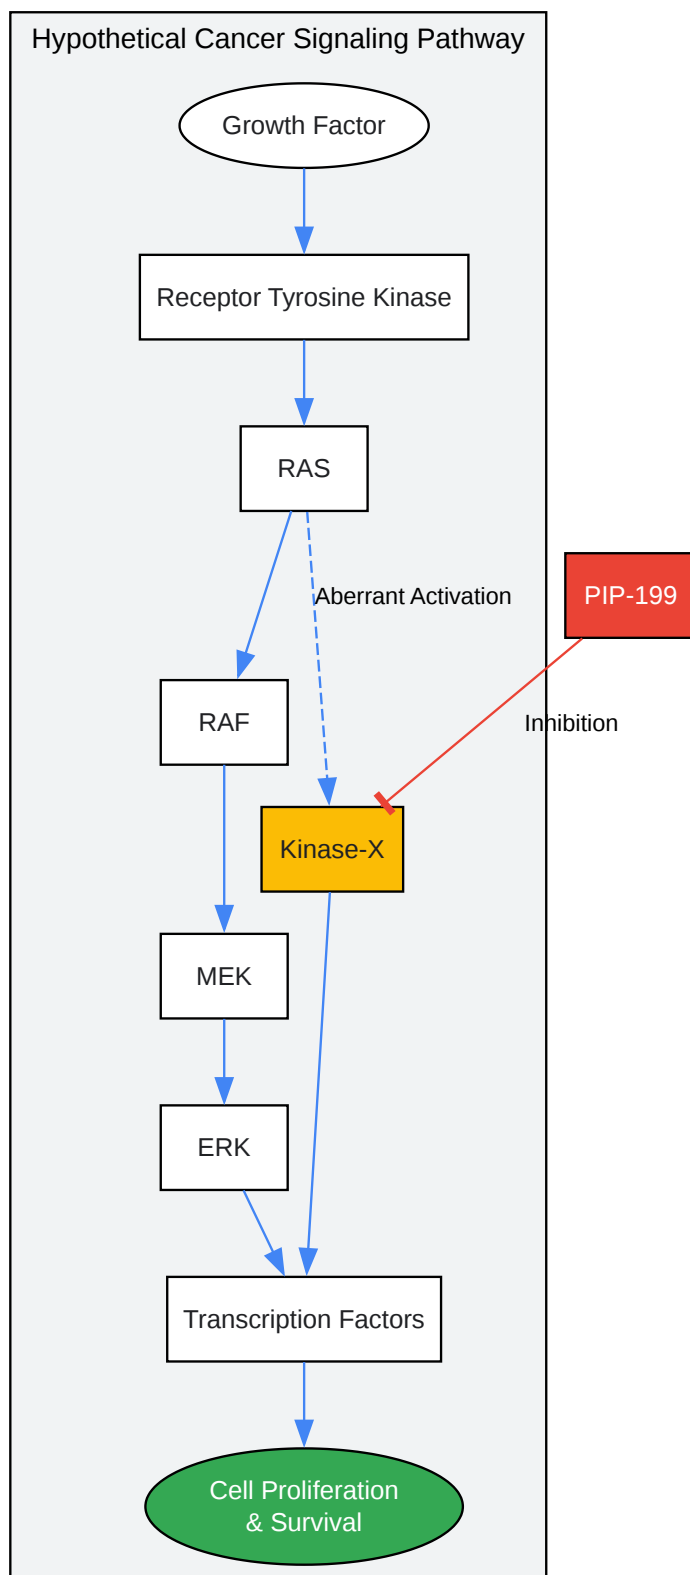 Hypothetical Cancer Signaling Pathway
Growth Factor
Receptor Tyrosine Kinase
RAS
Aberrant Activation
PIP-199
RAF
Inhibition
Kinase-X
MEK
ERK
Transcription Factors
Cell Proliferation
& Survival